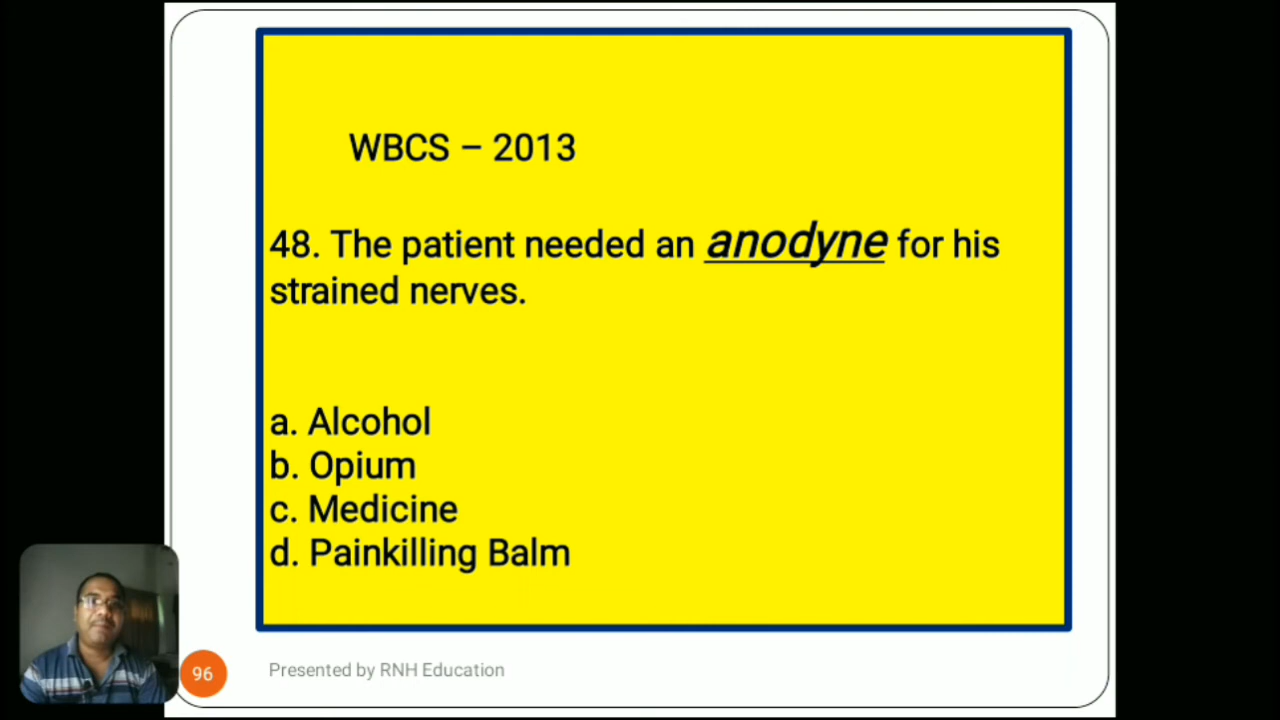 WBCS – 2013
48. The patient needed an anodyne for his
strained nerves.
a. Alcohol
b. Opium
c. Medicine
d. Painkilling Balm
96
Presented by RNH Education